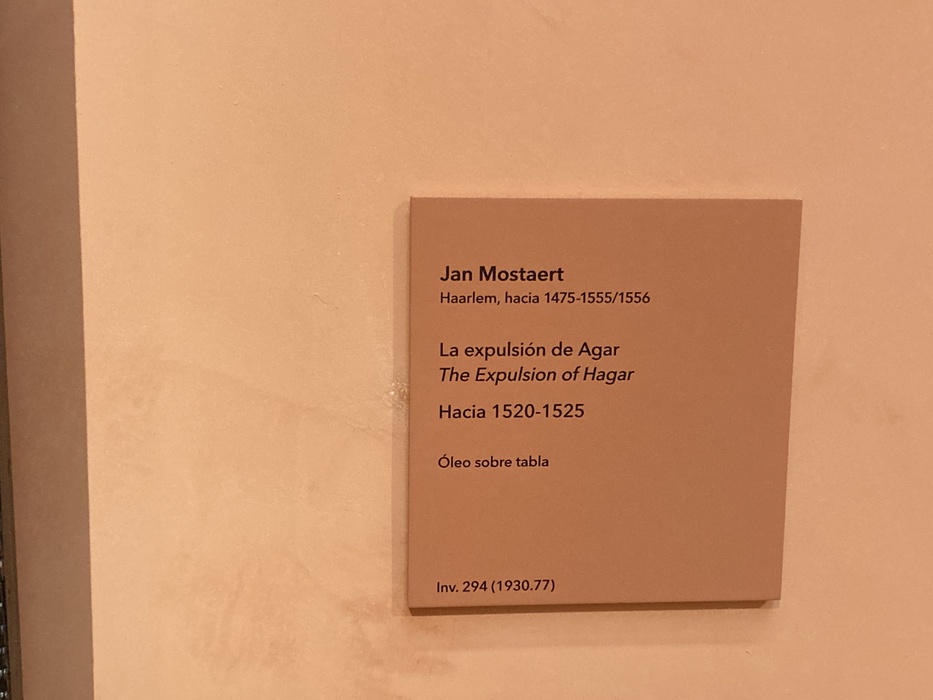 Jan Mostaert
Haarlem, hacia 1475-1555/1556
La expulsión de Agar
The Expulsion of Hagar
Hacia 1520-1525
Óleo sobre tabla
Inv. 294 (1930.77)